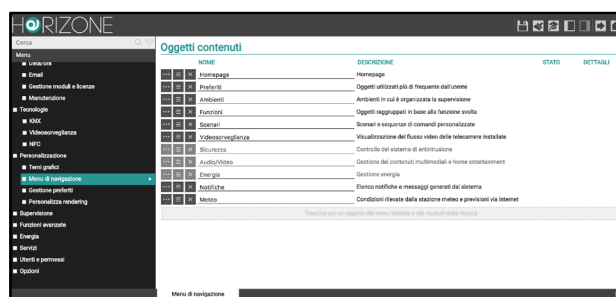 HORIZONE
Cerca
Menu
Data/ora
Email
Gestione moduli e licenze
Manutenzione
Tecnologie
KNX
Videosorveglianza
NFC
Personalizzazione
Temi grafici
Menu di navigazione
Gestione preferiti
Personalizza rendering
Supervisione
Funzioni avanzate
Energia
Servizi
Utenti e permessi
Opzioni
Oggetti contenuti
NOME DESCRIZIONE STATO DETTAGLI
Homepage Homepage
Preferiti Oggetti utilizzati più di frequente dall'utente
Ambienti Ambienti in cui è organizzata la supervisione
Funzioni Oggetti raggruppati in base alla funzione svolta
Scenari Scenari e sequenze di comandi personalizzate
Videosorveglianza Visualizzazione del flusso video delle telecamere installate
Sicurezza Controllo dei sistema di antintrusione
Audio/Video Gestione dei contenuti multimediali e home entertainment
Energia Gestione energia
Notifiche Elenco notifiche e messaggi generati dal sistema
Meteo Condizioni rilevate dalla stazione meteo e previsioni via internet
Trascina qui un oggetto del menu laterale o dai risultati della ricerca
Menu di navigazione